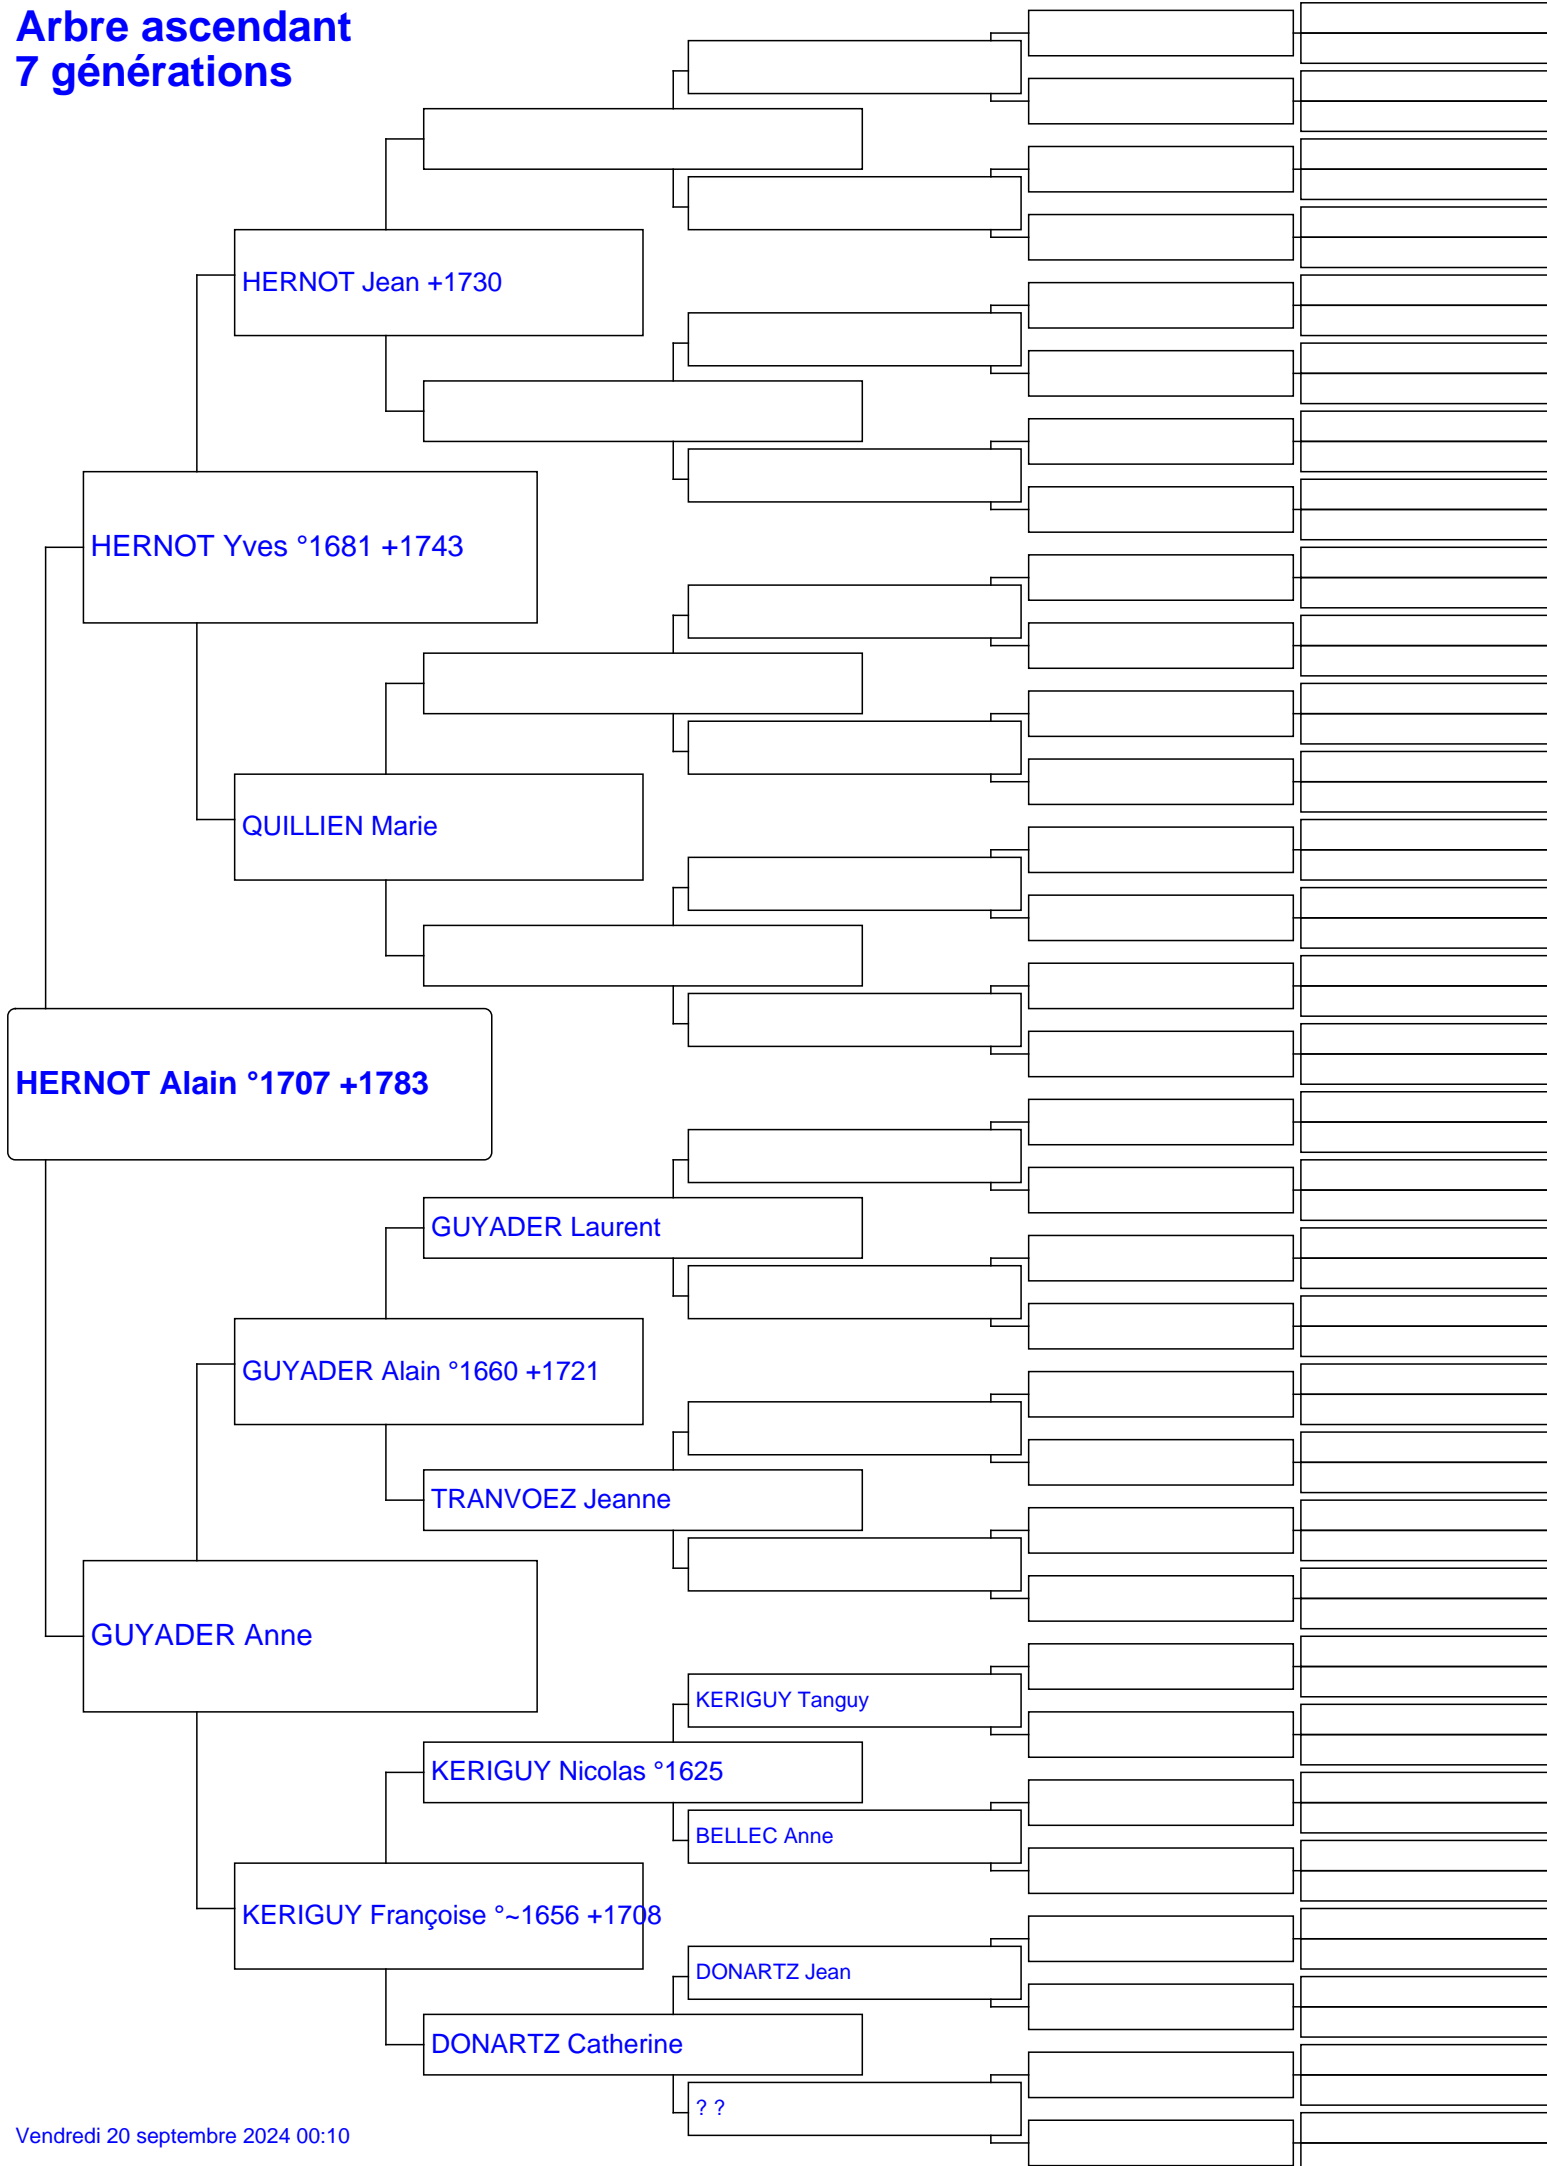 Arbre ascendant
7 générations
HERNOT Jean +1730
HERNOT Yves °1681 +1743
QUILLIEN Marie
HERNOT Alain °1707 +1783
GUYADER Laurent
GUYADER Alain °1660 +1721
TRANVOEZ Jeanne
GUYADER Anne
KERIGUY Tanguy
KERIGUY Nicolas °1625
BELLEC Anne
KERIGUY Françoise °~1656 +1708
DONARTZ Jean
DONARTZ Catherine
? ?
Vendredi 20 septembre 2024 00:10